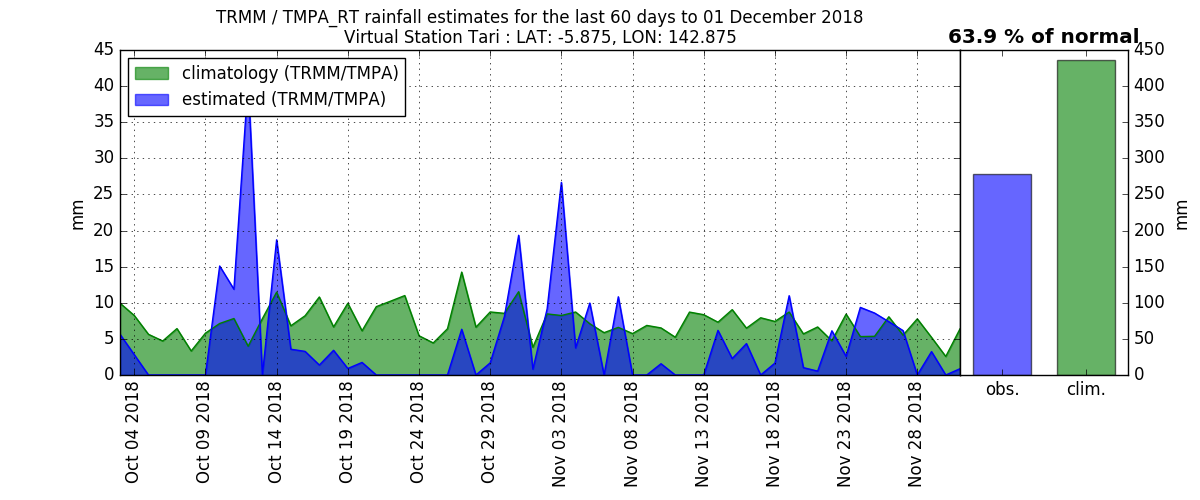 TRMM / TMPA_RT rainfall estimates for the last 60 days to 01 December 2018
Virtual Station Tari : LAT: -5.875, LON: 142.875
63.9 % of normal
climatology (TRMM/TMPA)
estimated (TRMM/TMPA)
mm
45
40
35
30
25
20
15
10
5
0
Oct 04 2018
Oct 09 2018
Oct 14 2018
Oct 19 2018
Oct 24 2018
Oct 29 2018
Nov 03 2018
Nov 08 2018
Nov 13 2018
Nov 18 2018
Nov 23 2018
Nov 28 2018
obs.
clim.
450
400
350
300
250
200
150
100
50
0
mm